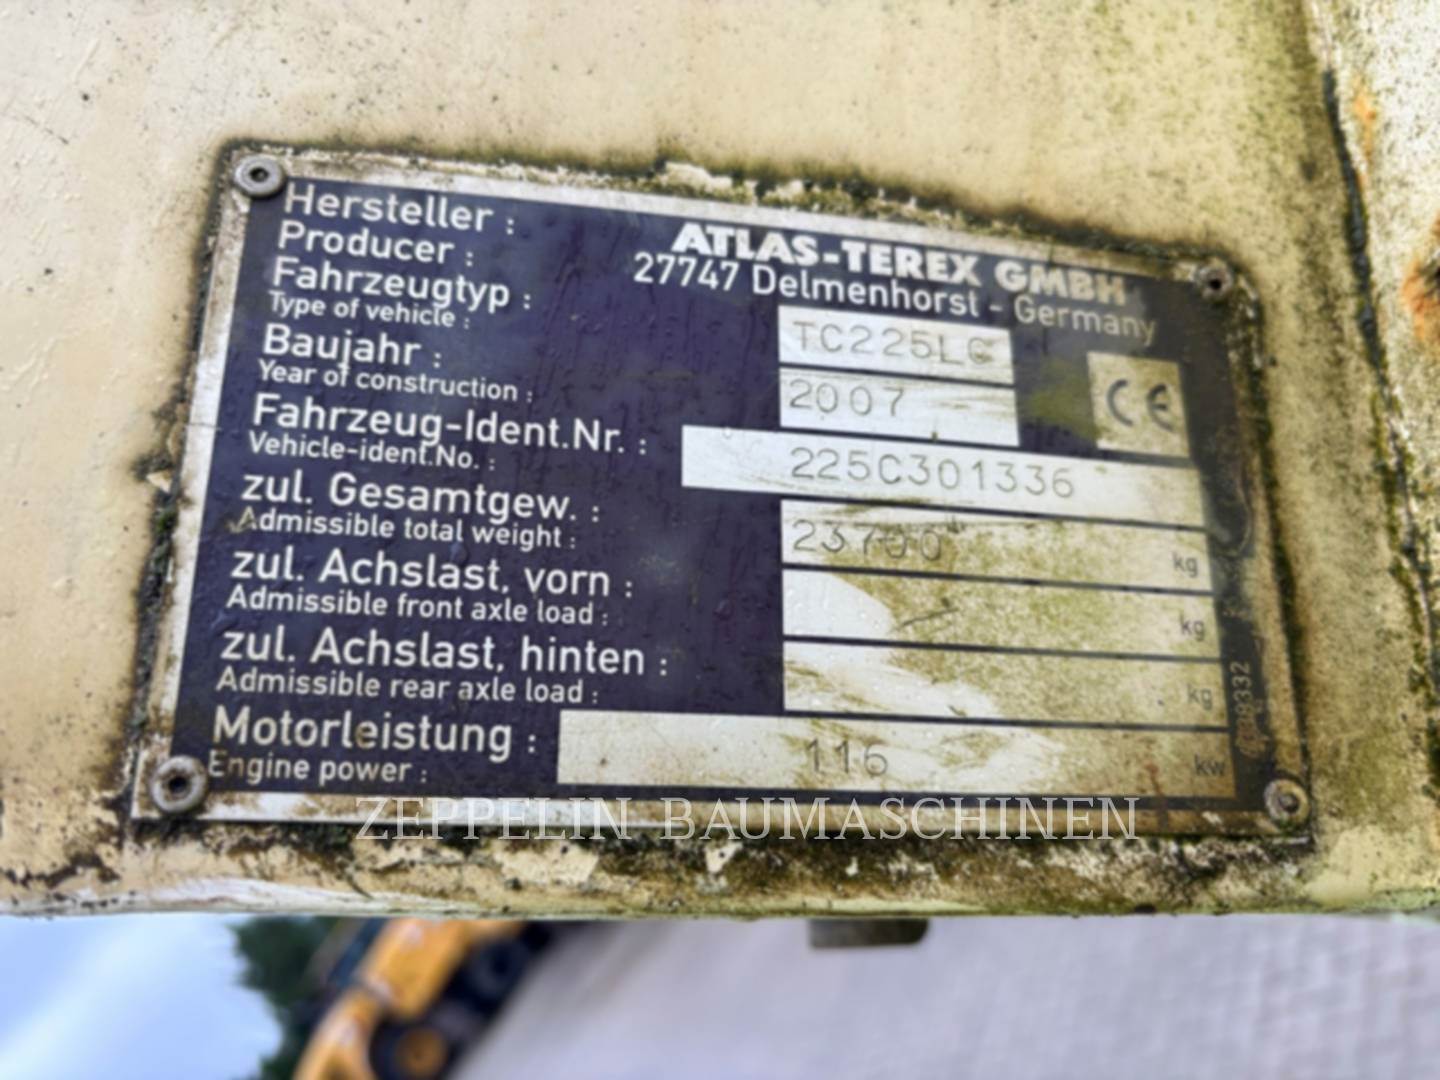 Hersteller : ATLAS-TEREX GMBH
Producer : 27747 Delmenhorst - Germany
Fahrzeugtyp : TC225LC
Type of vehicle :
Baujahr : 2007
Year of construction :
CE
Fahrzeug-Ident.Nr. : 225C301336
Vehicle-ident.No. :
zul. Gesamtgew. : 23700 kg
Admissible total weight :
zul. Achslast, vorn : kg
Admissible front axle load :
zul. Achslast, hinten : kg
Admissible rear axle load :
Motorleistung : 116 kw
Engine power :
ZEPPELIN BAUMASCHINEN